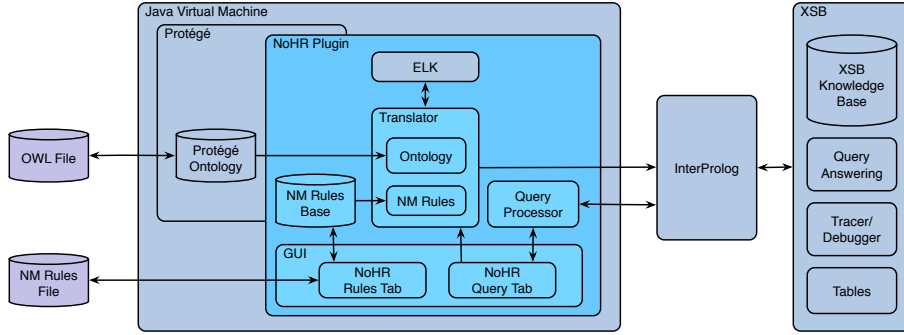 Java Virtual Machine
XSB
Protégé
NoHR Plugin
ELK
XSB
Knowledge
Base
Translator
OWL File
Protégé
Ontology
Ontology
InterProlog
Query
Answering
NM Rules
Base
NM Rules
Query
Processor
Tracer/
Debugger
GUI
NM Rules
File
NoHR
Rules Tab
NoHR
Query Tab
Tables